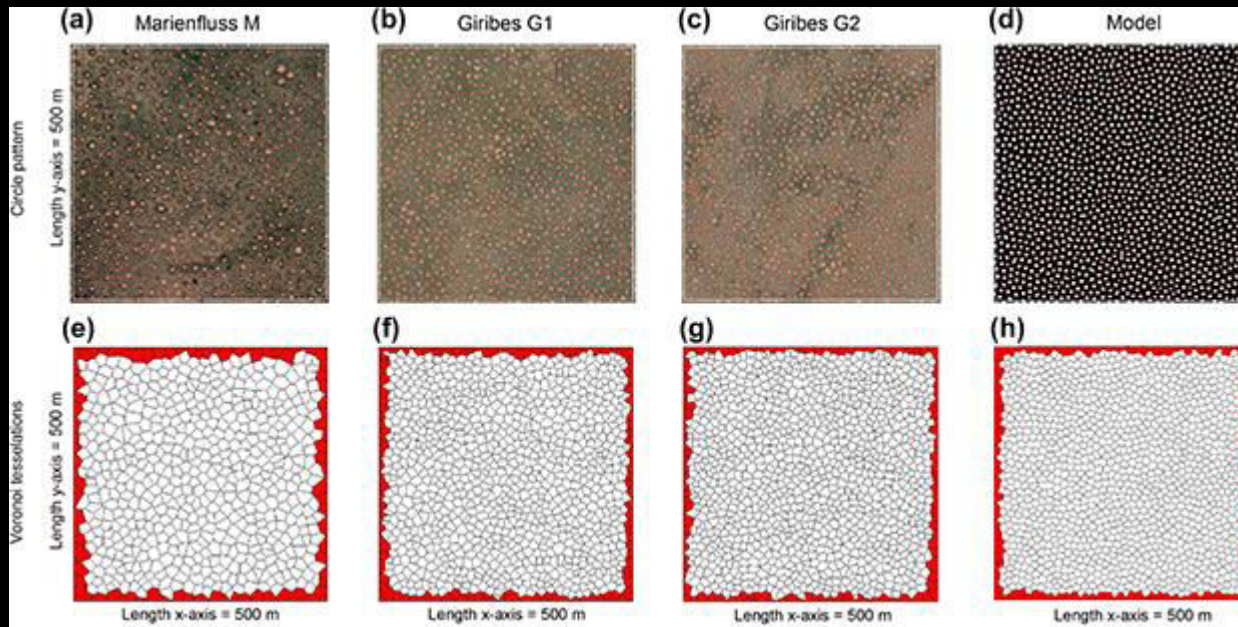 (a) Marienfluss M
(b) Giribes G1
(c) Giribes G2
(d) Model
Circle pattern
Length y-axis = 500 m
(e)
(f)
(g)
(h)
Voronoi tesselations
Length y-axis = 500 m
Length x-axis = 500 m
Length x-axis = 500 m
Length x-axis = 500 m
Length x-axis = 500 m